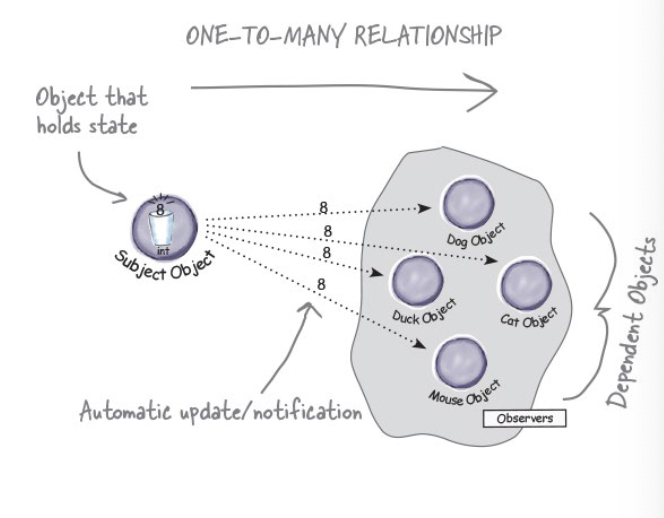 ONE-TO-MANY RELATIONSHIP
Object that
holds state
8
int
Subject Object
8
8
8
8
Dog Object
Duck Object
Cat Object
Mouse Object
Observers
Automatic update/notification
Dependent Objects